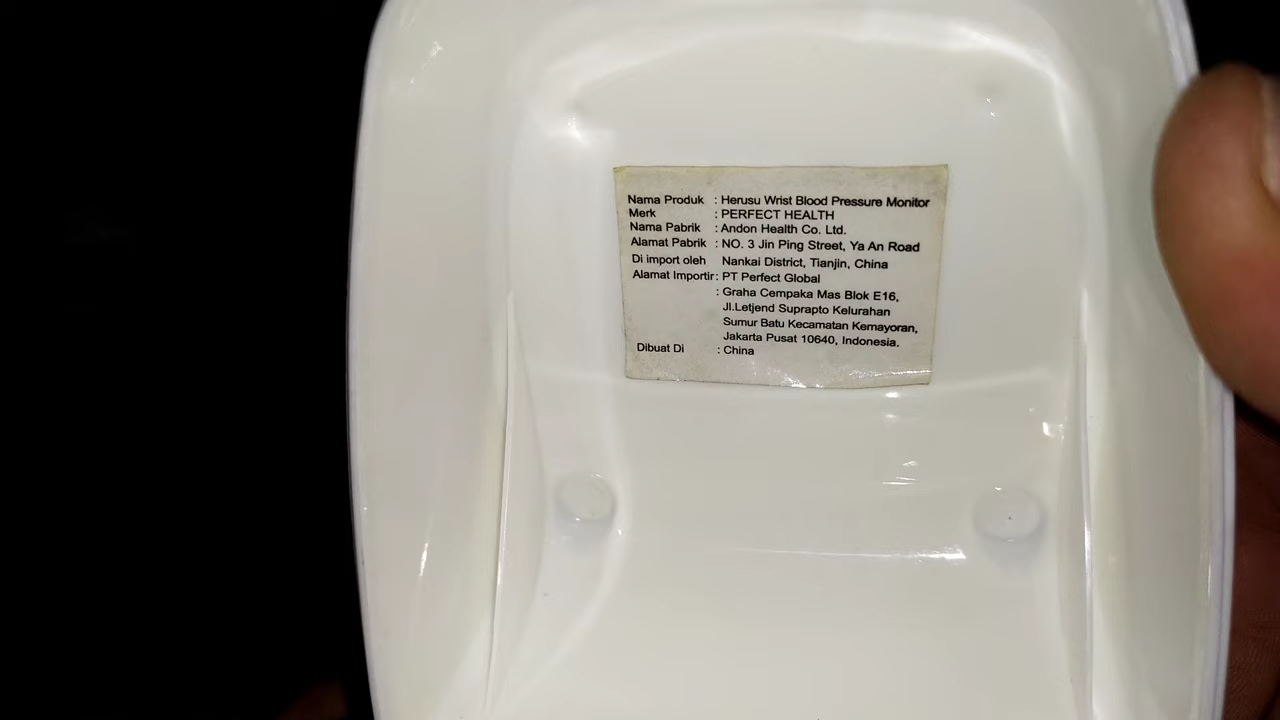 Nama Produk : Herusu Wrist Blood Pressure Monitor
Merk : PERFECT HEALTH
Nama Pabrik : Andon Health Co. Ltd.
Alamat Pabrik : NO. 3 Jin Ping Street, Ya An Road
Di import oleh Nankai District, Tianjin, China
Alamat Importir : PT Perfect Global
: Graha Cempaka Mas Blok E16,
Jl.Letjend Suprapto Kelurahan
Sumur Batu Kecamatan Kemayoran,
Jakarta Pusat 10640, Indonesia.
Dibuat Di : China